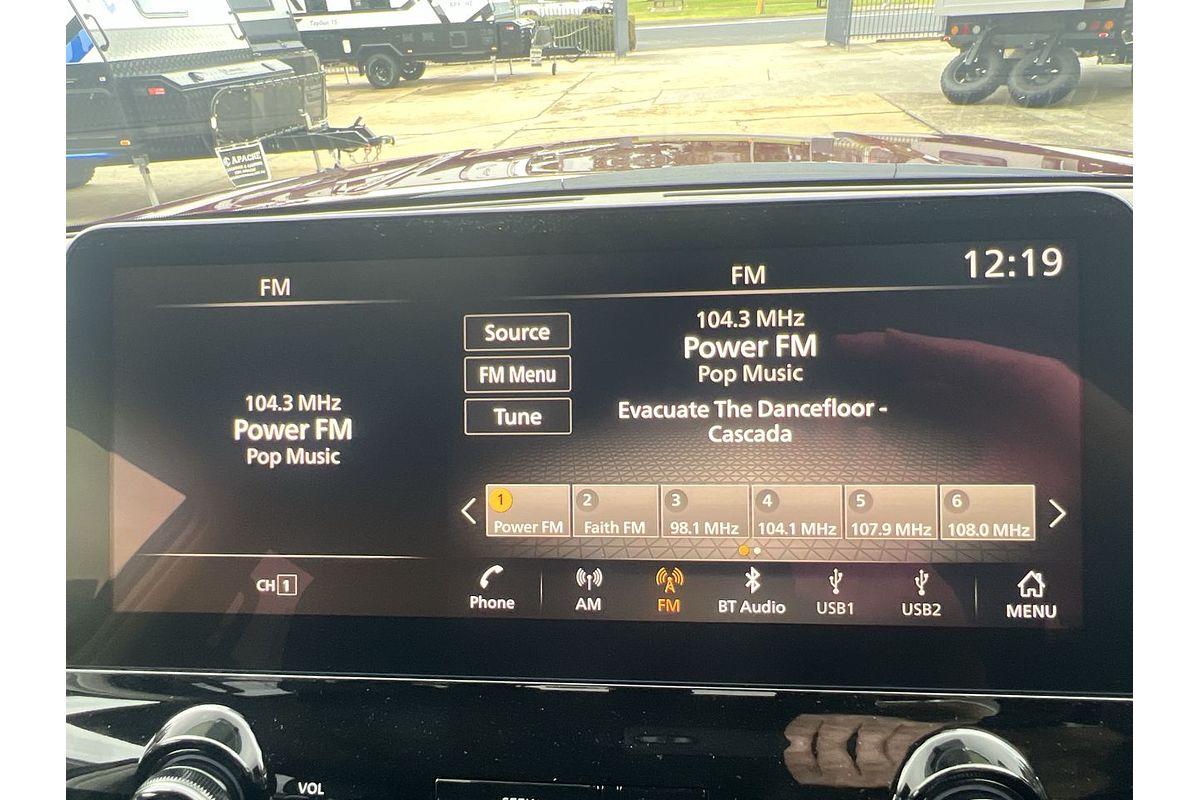 APACHE
FM
104.3 MHz
Power FM
Pop Music
CH 1
FM
12:19
Source
FM Menu
Tune
104.3 MHz
Power FM
Pop Music
Evacuate The Dancefloor -
Cascada
1 2 3 4 5 6
Power FM Faith FM 98.1 MHz 104.1 MHz 107.9 MHz 108.0 MHz
Phone AM FM BT Audio USB1 USB2 MENU
VOL